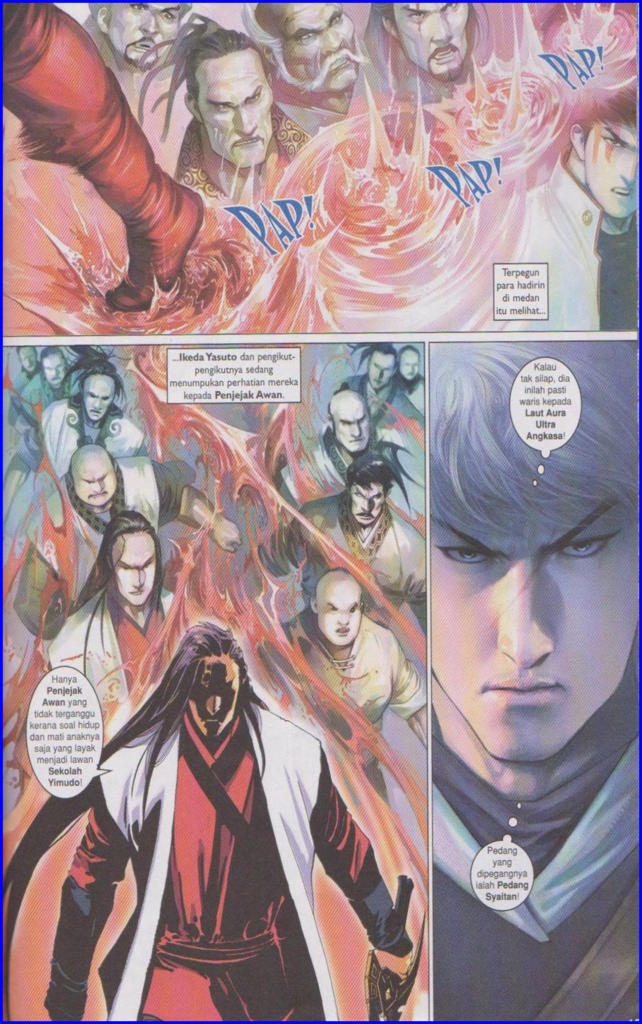 PAP!
PAP!
PAP!
Terpegun
para hadirin
di medan
itu melihat...
...Ikeda Yasuto dan pengikut-
pengikutnya sedang
menumpukan perhatian mereka
kepada Penjejak Awan.
Hanya
Penjejak
Awan yang
tidak terganggu
kerana soal hidup
dan mati anaknya
saja yang layak
menjadi lawan
Sekolah
Yimudo!
Kalau
tak silap, dia
inilah pasti
waris kepada
Laut Aura
Ultra
Angkasa!
Pedang
yang
dipegangnya
ialah Pedang
Syaitan!